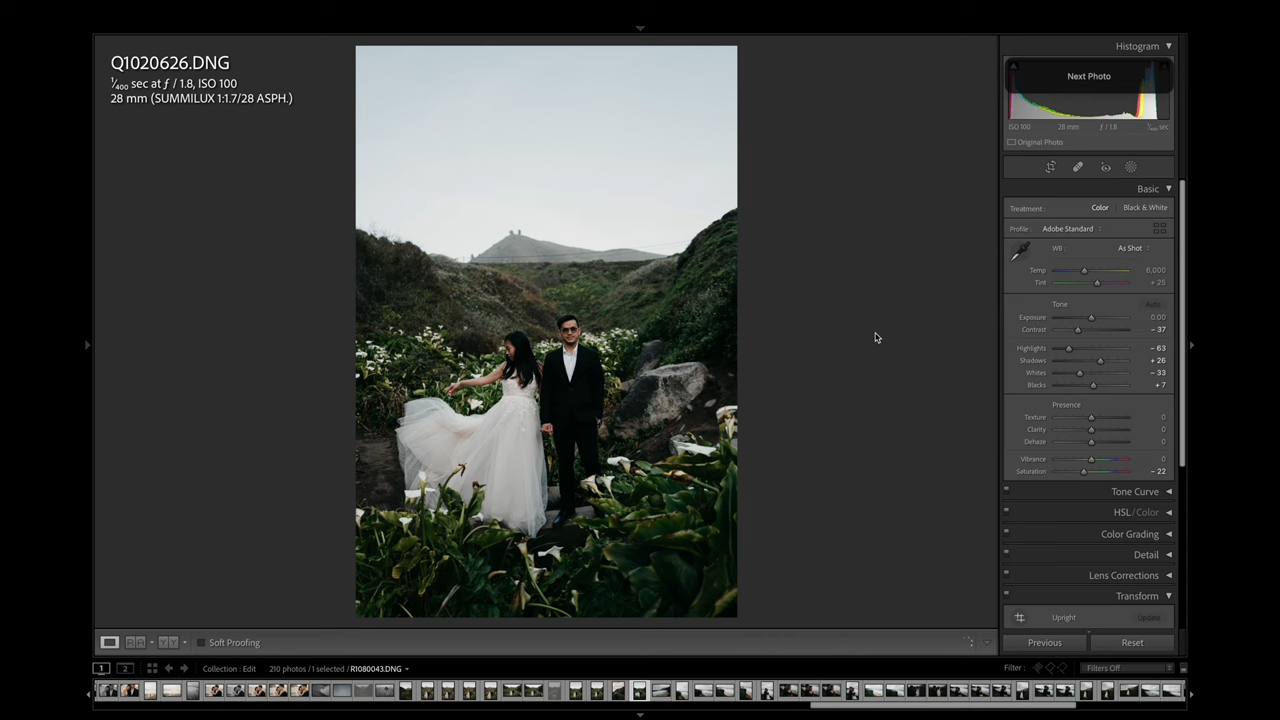 Q1020626.DNG
1/400 sec at ƒ / 1.8, ISO 100
28 mm (SUMMILUX 1:1.7/28 ASPH.)
Histogram
Next Photo
ISO 100 28 mm ƒ / 1.8 1/400 sec
Original Photo
Basic
Treatment : Color Black & White
Profile : Adobe Standard
WB : As Shot
Temp 6,000
Tint + 25
Tone Auto
Exposure 0.00
Contrast – 37
Highlights – 63
Shadows + 26
Whites – 33
Blacks + 7
Presence
Texture 0
Clarity 0
Dehaze 0
Vibrance 0
Saturation – 22
Tone Curve
HSL / Color
Color Grading
Detail
Lens Corrections
Transform
Upright Update
Soft Proofing
Previous Reset
1 2 Collection : Edit 210 photos / 1 selected / R1080043.DNG Filter : Filters Off